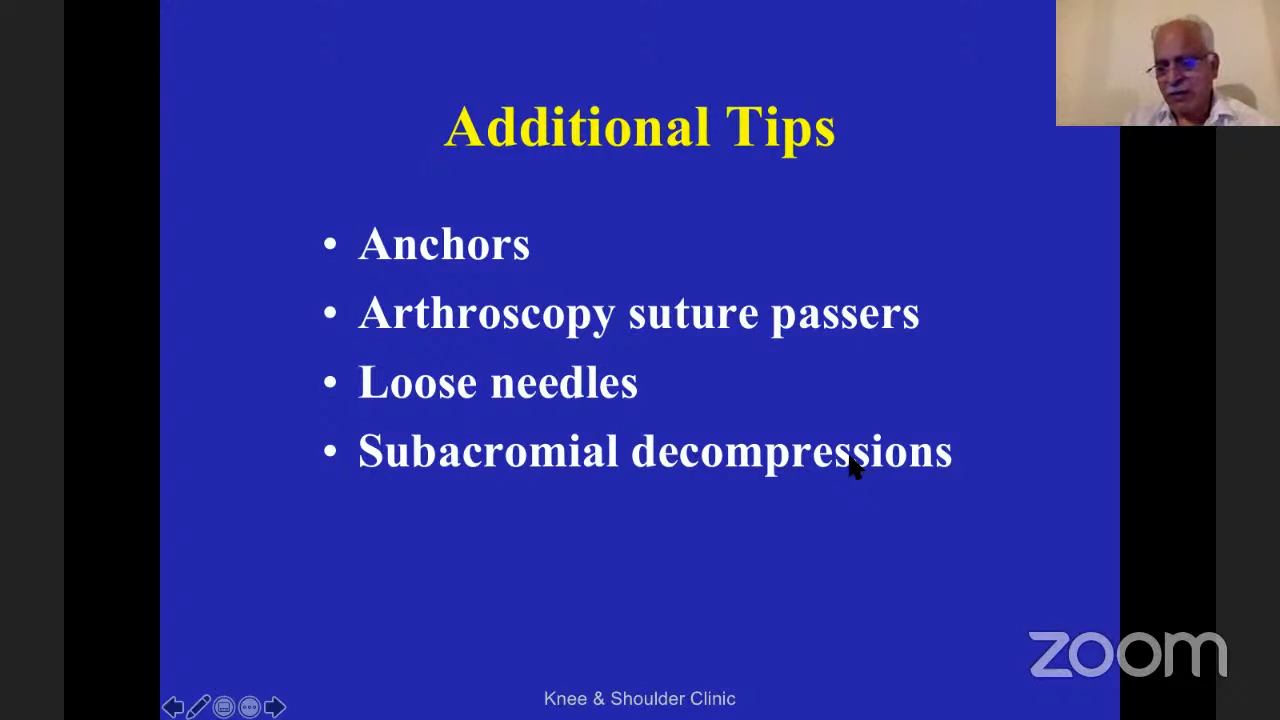 Additional Tips
• Anchors
• Arthroscopy suture passers
• Loose needles
• Subacromial decompressions
zoom
Knee & Shoulder Clinic